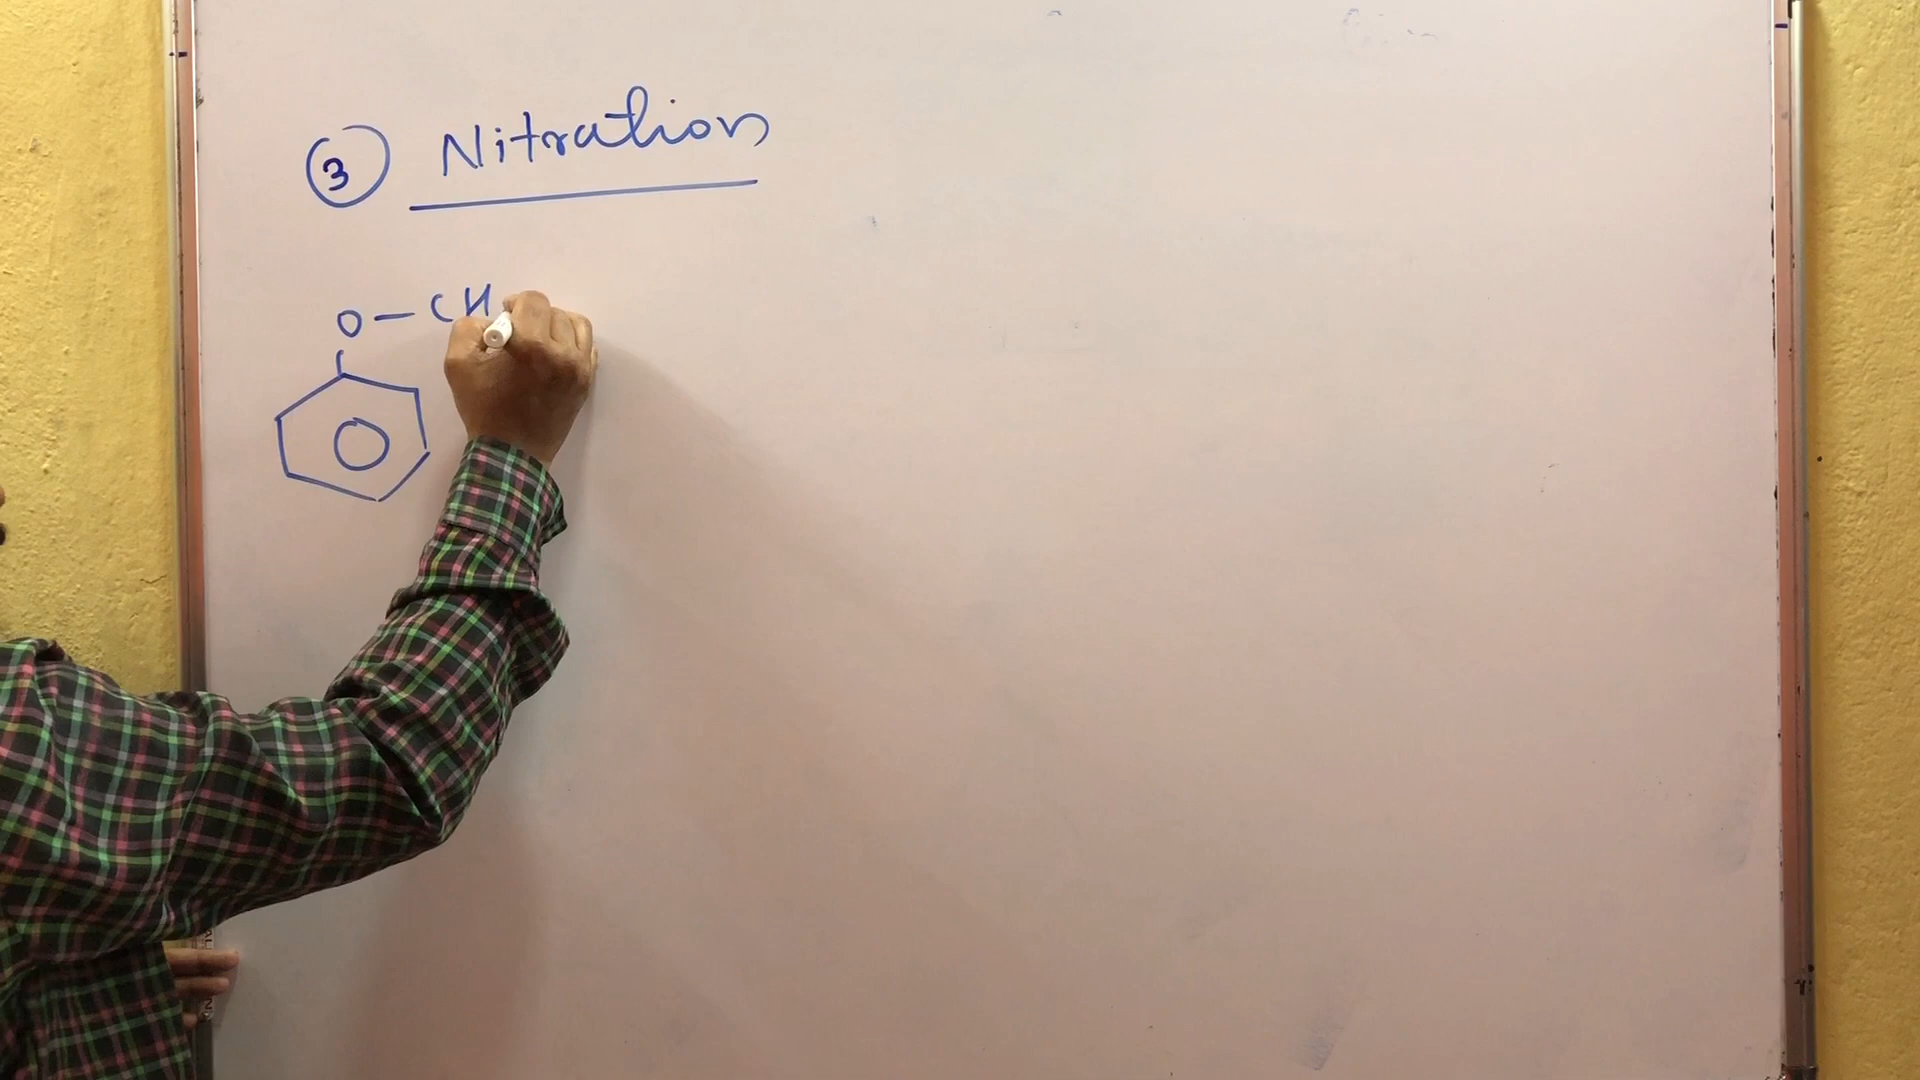 ③ Nitration
O – CH